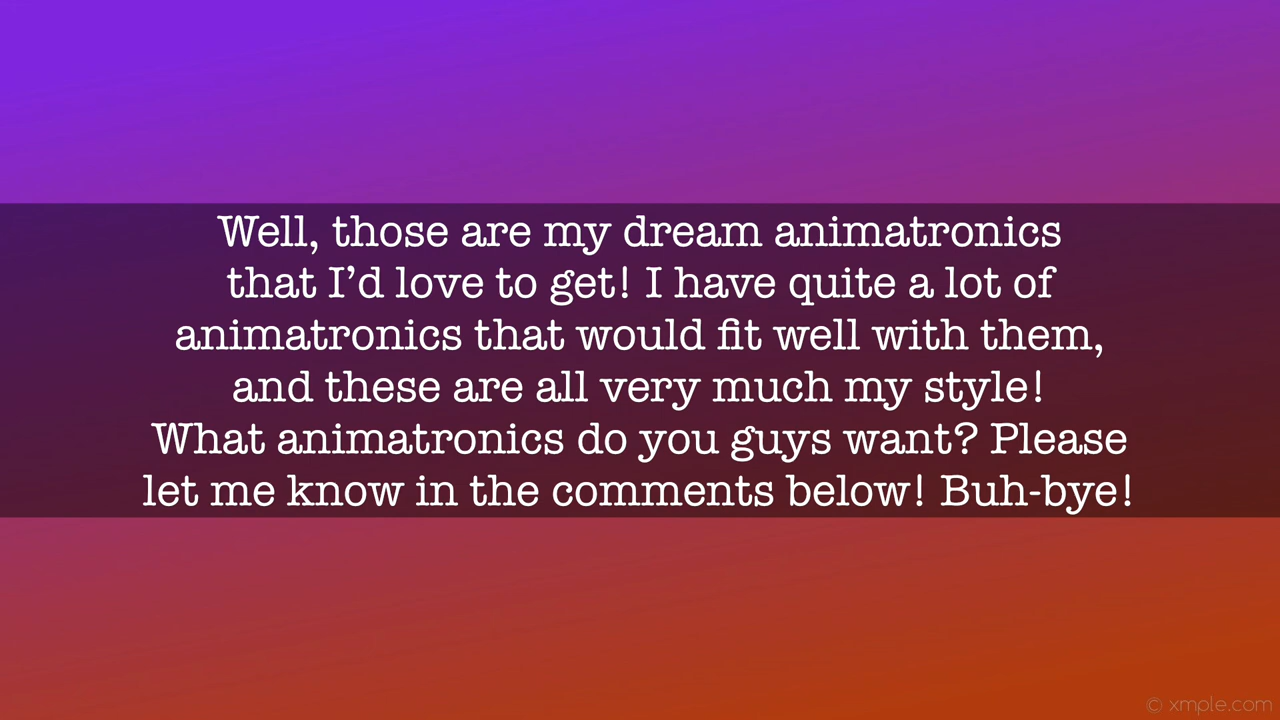 Well, those are my dream animatronics
that I’d love to get! I have quite a lot of
animatronics that would fit well with them,
and these are all very much my style!
What animatronics do you guys want? Please
let me know in the comments below! Buh-bye!
© xmple.com